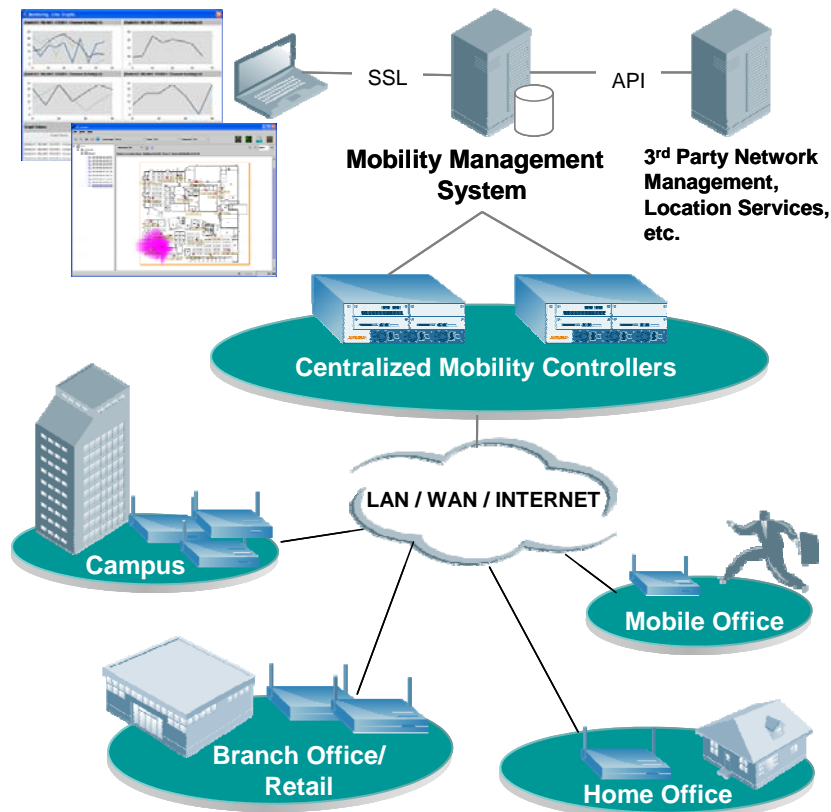 SSL
API
Mobility Management
System
3rd Party Network
Management,
Location Services,
etc.
Centralized Mobility Controllers
LAN / WAN / INTERNET
Campus
Mobile Office
Branch Office/
Retail
Home Office